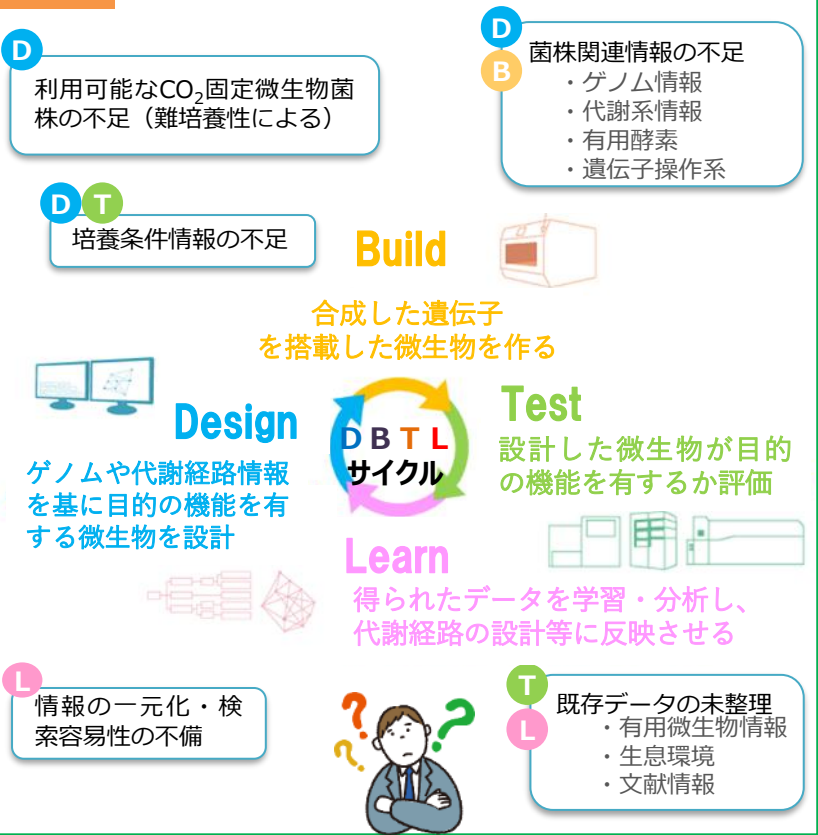 D
利用可能なCO₂固定微生物菌
株の不足（難培養性による）
D
B
菌株関連情報の不足
・ゲノム情報
・代謝系情報
・有用酵素
・遺伝子操作系
D T
培養条件情報の不足
Build
合成した遺伝子
を搭載した微生物を作る
Design
ゲノムや代謝経路情報
を基に目的の機能を有
する微生物を設計
DBTL
サイクル
Test
設計した微生物が目的
の機能を有するか評価
Learn
得られたデータを学習・分析し、
代謝経路の設計等に反映させる
L
情報の一元化・検
索容易性の不備
? ? ?
T
L
既存データの未整理
・有用微生物情報
・生息環境
・文献情報